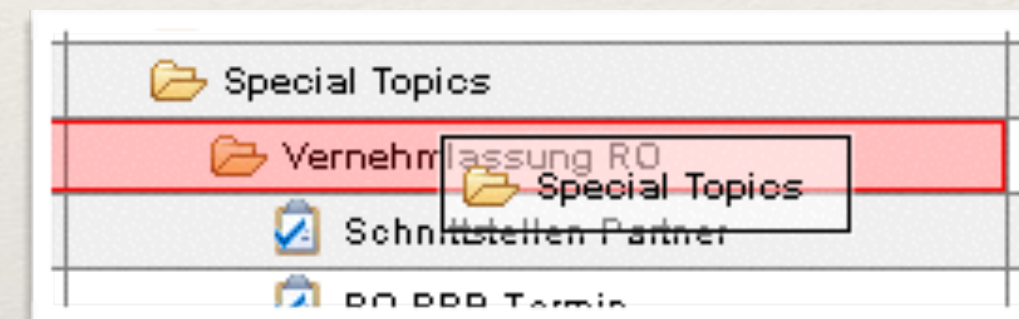 Special Topics
Vernehmlassung RO
Special Topics
Schnittstellen Partner